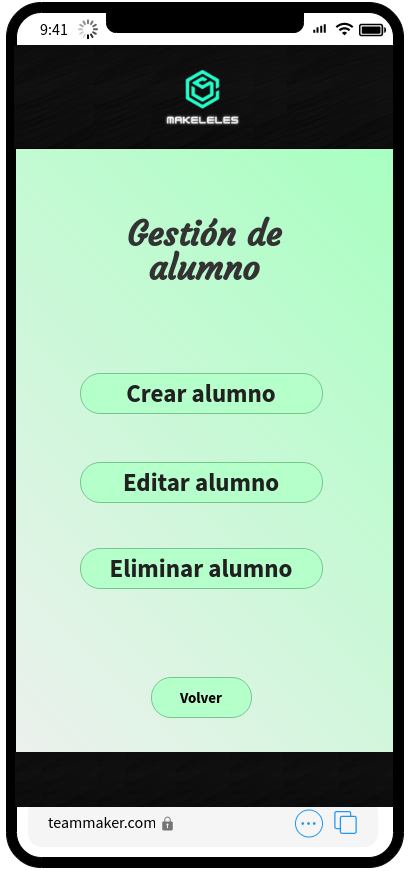 9:41
MAKELELES
Gestión de
alumno
Crear alumno
Editar alumno
Eliminar alumno
Volver
teammaker.com